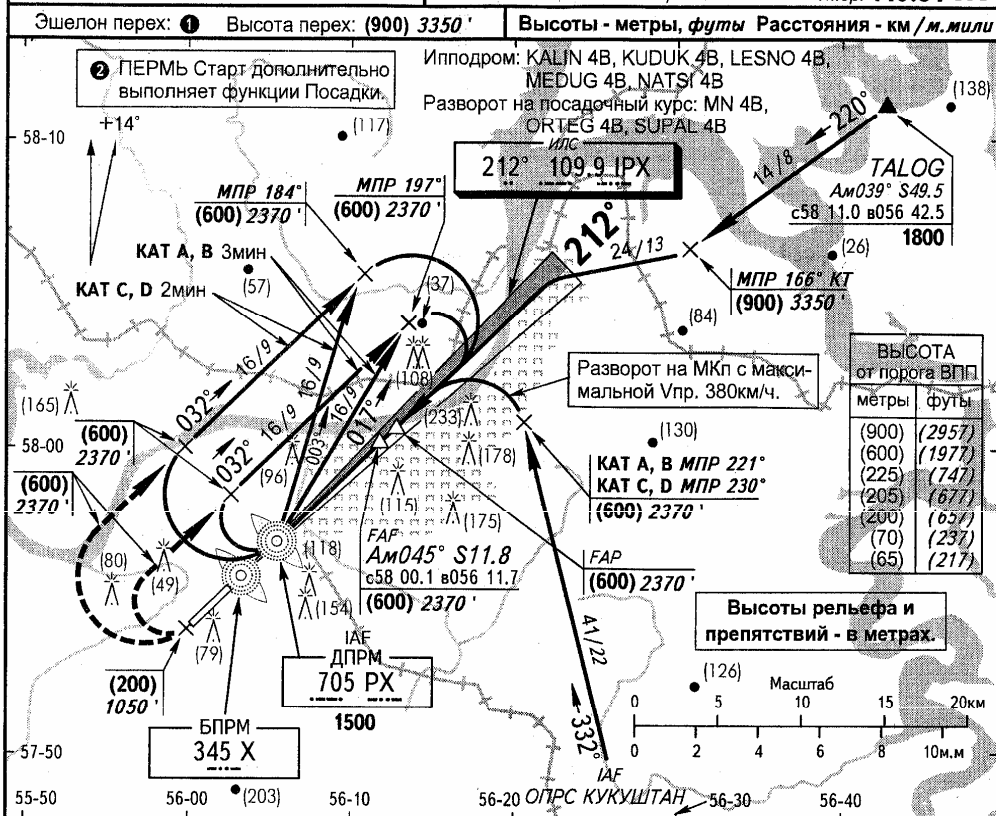 Эшелон перех: ❶ Высота перех: (900) 3350 '
Высоты - метры, футы Расстояния - км / м.мили
❷ ПЕРМЬ Старт дополнительно
выполняет функции Посадки.
Ипподром: KALIN 4B, KUDUK 4B, LESNO 4B,
MEDUG 4B, NATSI 4B
Разворот на посадочный курс: MN 4B,
ORTEG 4B, SUPAL 4B
(138)
+14°
58-10
(117)
ИЛС
212° 109.9 IPX
220°
14/8
TALOG
Ам039° S49.5
с58 11.0 в056 42.5
1800
МПР 184°
(600) 2370 '
МПР 197°
(600) 2370 '
212°
24/13
(26)
КАТ А, В 3мин
(57)
КАТ C, D 2мин
(37)
МПР 166° КТ
(900) 3350 '
(84)
ВЫСОТА
от порога ВПП
метры футы
(900) (2957)
(600) (1977)
(225) (747)
(205) (677)
(200) (657)
(70) (237)
(65) (217)
Разворот на МКп с макси-
мальной Vпр. 380км/ч.
16/9
032°
16/9
032°
16/9
003°
16/9
011°
(108)
(165)
(600)
2370 '
58-00
(233)
(178)
(130)
(96)
(600)
2370 '
(115)
(175)
КАТ А, В МПР 221°
КАТ C, D МПР 230°
(600) 2370 '
FAF
Ам045° S11.8
с58 00.1 в056 11.7
(600) 2370 '
FAP
(600) 2370 '
(118)
(80)
(49)
(154)
(79)
Высоты рельефа и
препятствий - в метрах.
41/22
332°
IAF
ДПРМ
705 PX
1500
(200)
1050 '
БПРМ
345 X
(126)
Масштаб
0 5 10 15 20км
0 2 4 6 8 10м.м
57-50
(203)
IAF
ОПРС КУКУШТАН
55-50 56-00 56-10 56-20 56-30 56-40